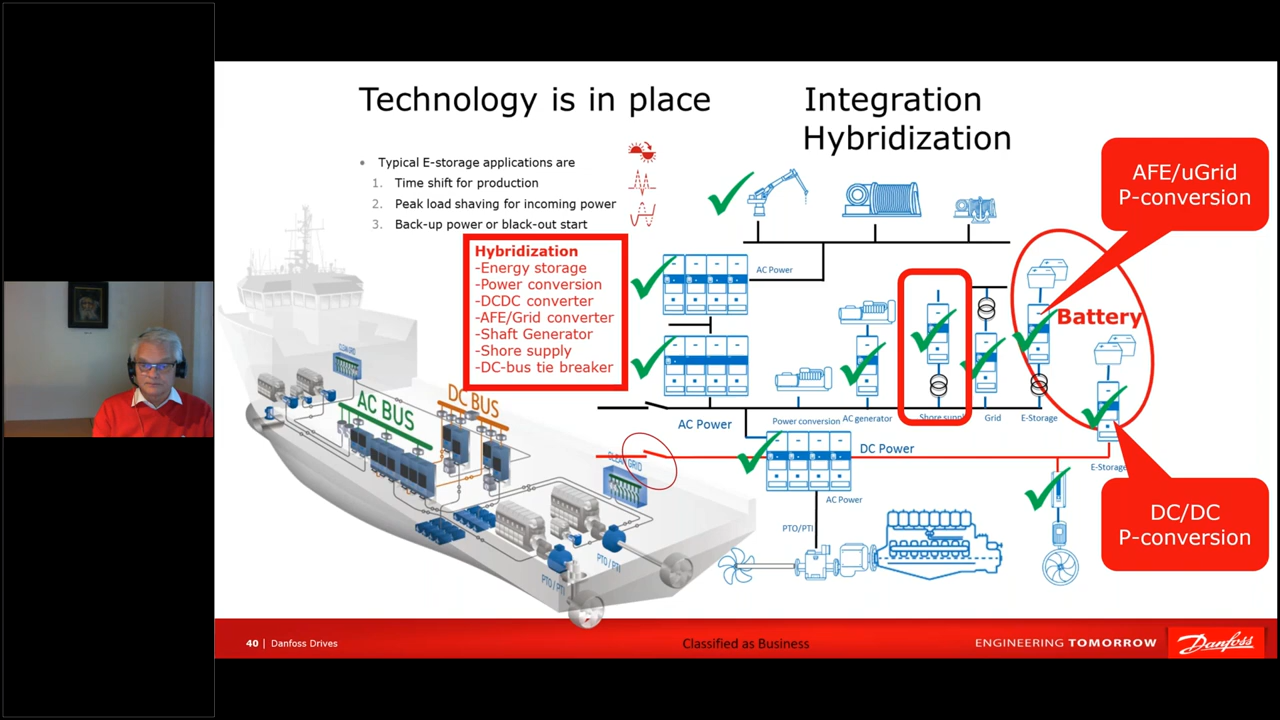 Technology is in place
Integration
Hybridization
• Typical E-storage applications are
1. Time shift for production
2. Peak load shaving for incoming power
3. Back-up power or black-out start
Hybridization
-Energy storage
-Power conversion
-DCDC converter
-AFE/Grid converter
-Shaft Generator
-Shore supply
-DC-bus tie breaker
AFE/uGrid
P-conversion
AC Power
Battery
CLEAN GRID
AC BUS
DC BUS
AC Power
Power conversion
AC generator
Shore supply
Grid
E-Storage
DC Power
CLEAN GRID
E-Storage
AC Power
PTO/PTI
DC/DC
P-conversion
PTO / PTI
PTO / PTI
40 | Danfoss Drives
Classified as Business
ENGINEERING TOMORROW
Danfoss